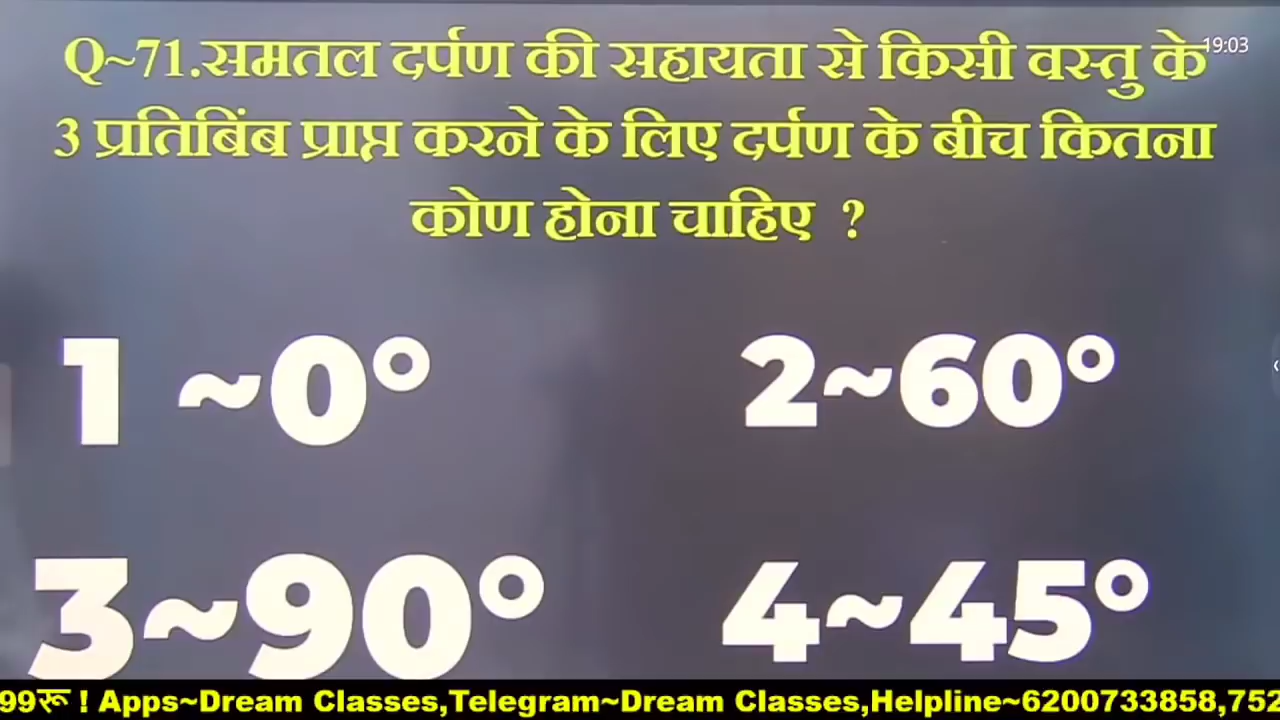 Q~71.समतल दर्पण की सहायता से किसी वस्तु के
19:03
3 प्रतिबिंब प्राप्त करने के लिए दर्पण के बीच कितना
कोण होना चाहिए ?
1 ~0°
2~60°
3~90°
4~45°
99रू ! Apps~Dream Classes,Telegram~Dream Classes,Helpline~6200733858,752